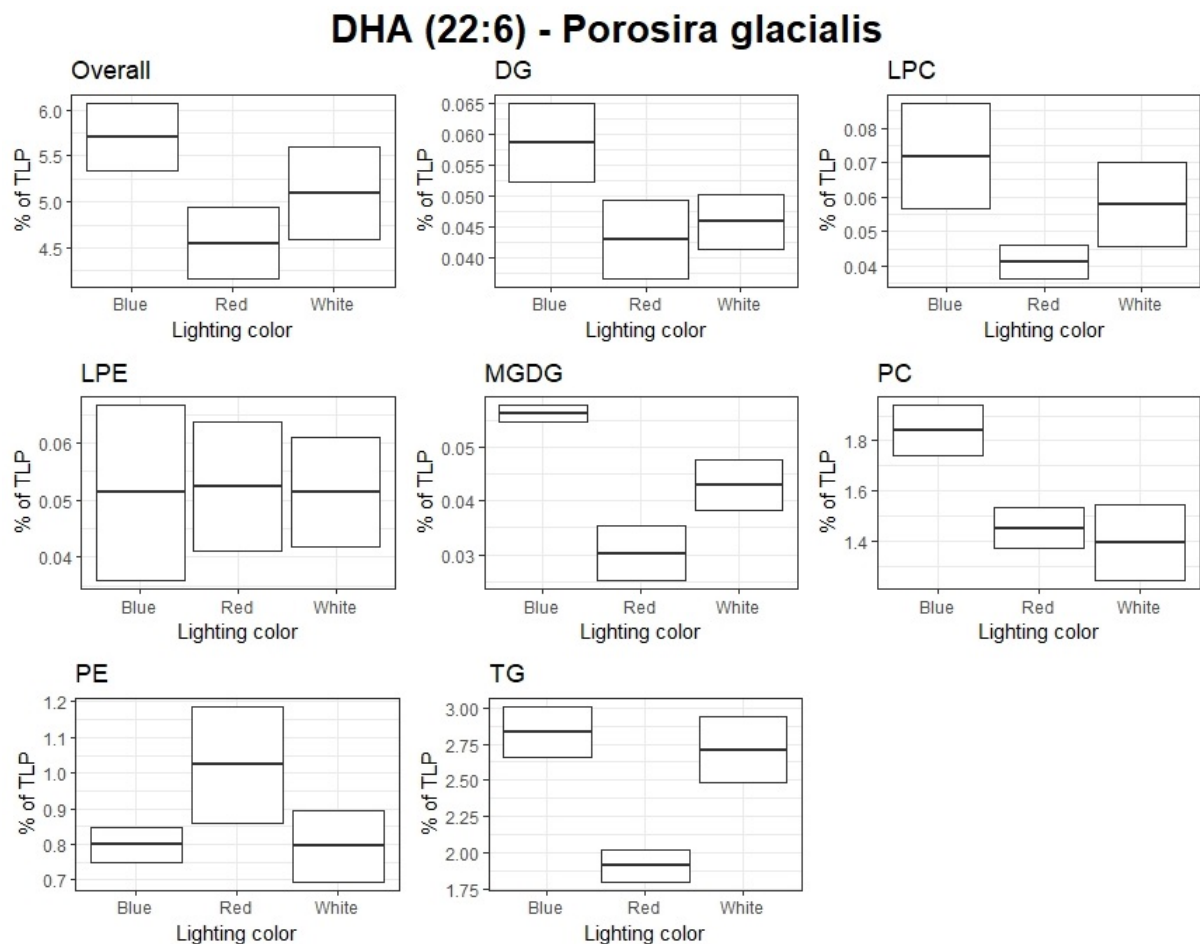 DHA (22:6) - Porosira glacialis
Overall
% of TLP
6.0
5.5
5.0
4.5
Blue Red White
Lighting color
DG
% of TLP
0.065
0.060
0.055
0.050
0.045
0.040
Blue Red White
Lighting color
LPC
% of TLP
0.08
0.07
0.06
0.05
0.04
Blue Red White
Lighting color
LPE
% of TLP
0.06
0.05
0.04
Blue Red White
Lighting color
MGDG
% of TLP
0.05
0.04
0.03
Blue Red White
Lighting color
PC
% of TLP
1.8
1.6
1.4
Blue Red White
Lighting color
PE
% of TLP
1.2
1.1
1.0
0.9
0.8
0.7
Blue Red White
Lighting color
TG
% of TLP
3.00
2.75
2.50
2.25
2.00
1.75
Blue Red White
Lighting color